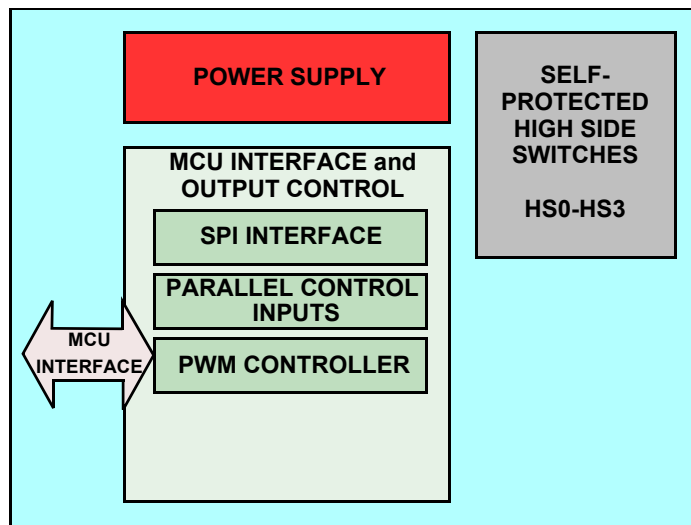 POWER SUPPLY
SELF-
PROTECTED
HIGH SIDE
SWITCHES
HS0-HS3
MCU INTERFACE and
OUTPUT CONTROL
SPI INTERFACE
PARALLEL CONTROL
INPUTS
PWM CONTROLLER
MCU
INTERFACE